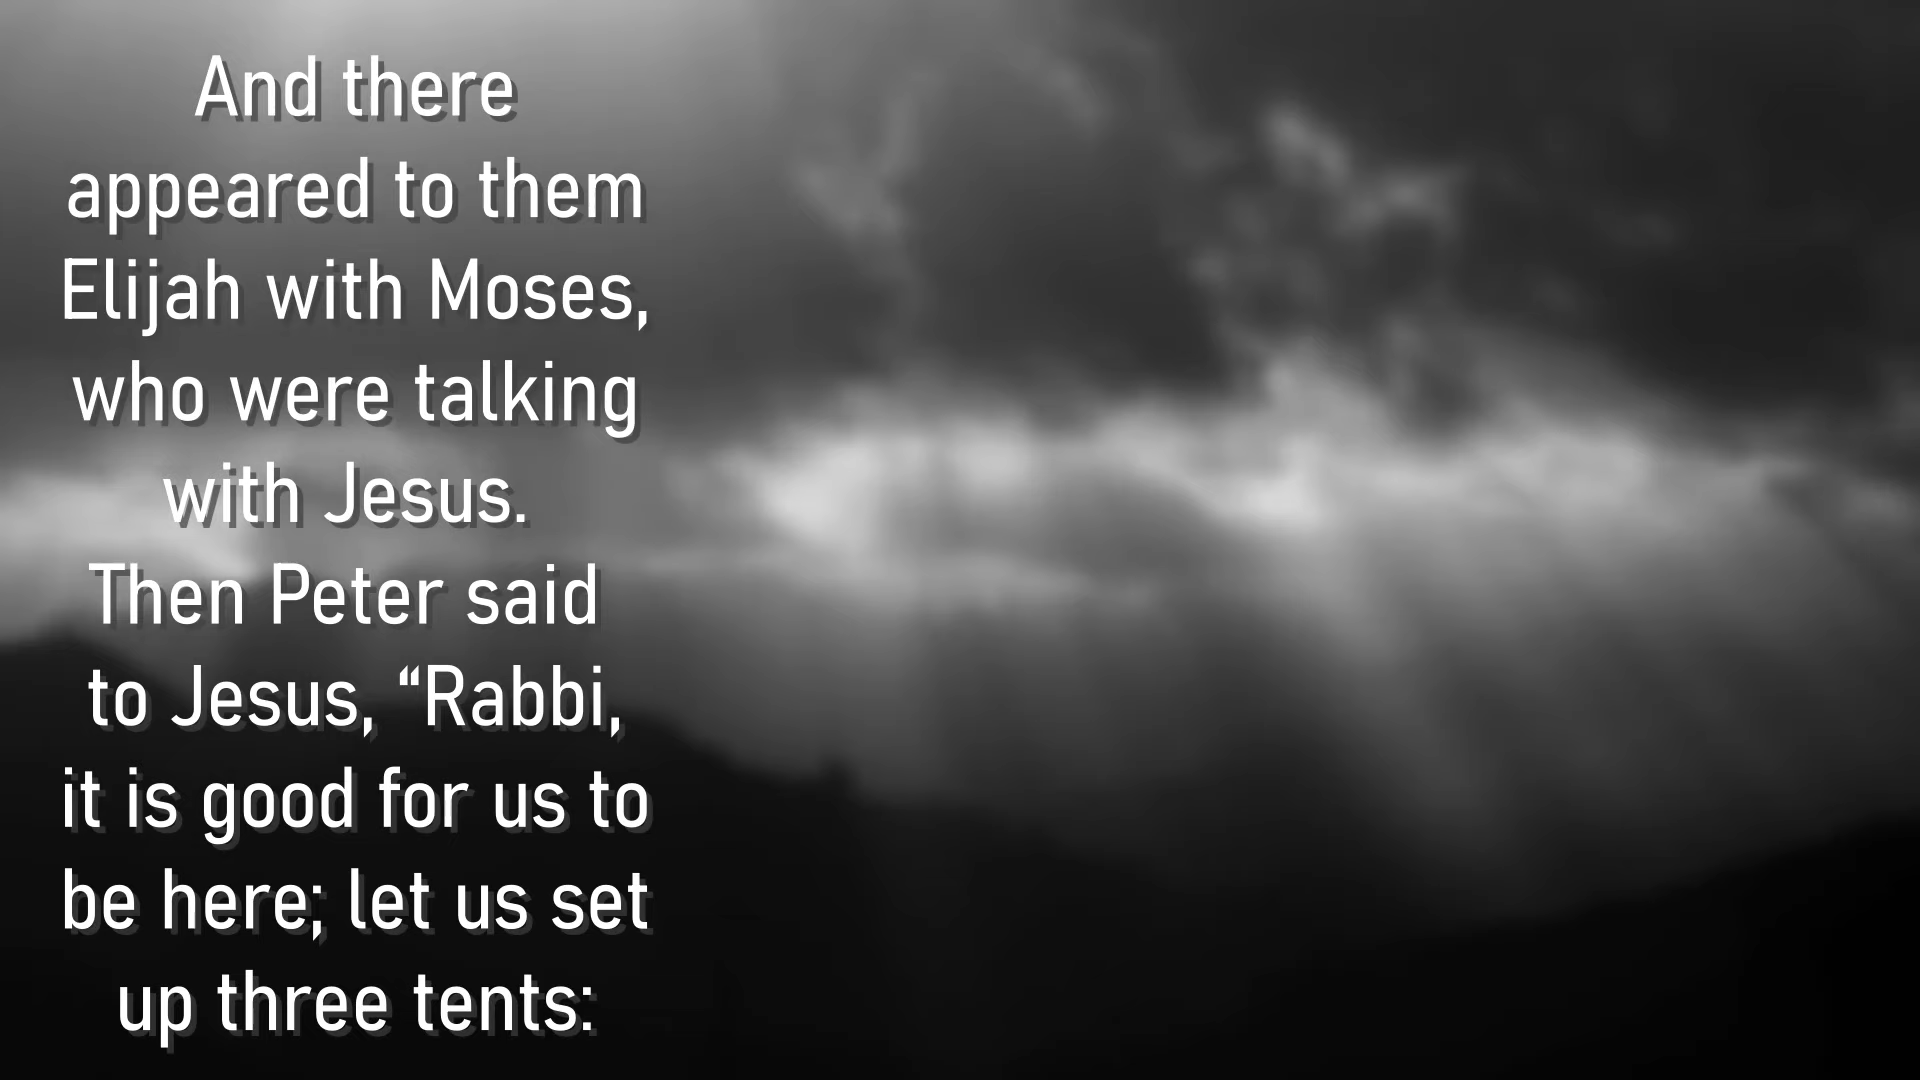 And there
appeared to them
Elijah with Moses,
who were talking
with Jesus.
Then Peter said
to Jesus, “Rabbi,
it is good for us to
be here; let us set
up three tents: